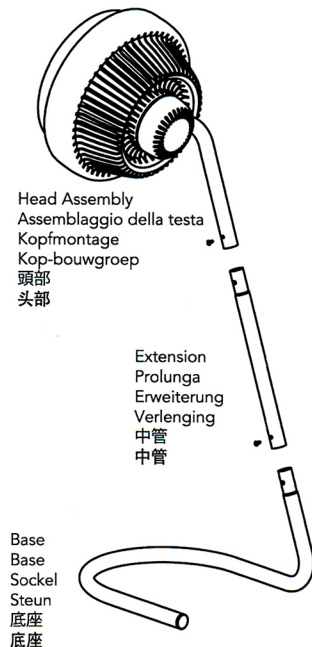 Head Assembly
Assemblaggio della testa
Kopfmontage
Kop-bouwgroep
頭部
头部
Extension
Prolunga
Erweiterung
Verlenging
中管
中管
Base
Base
Sockel
Steun
底座
底座